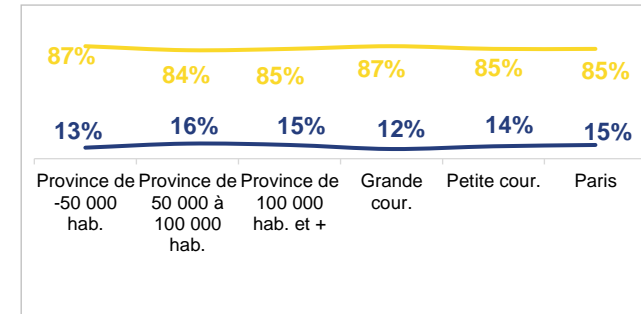 87% 84% 85% 87% 85% 85%
13% 16% 15% 12% 14% 15%
Province de Province de Province de Grande Petite cour. Paris
-50 000 50 000 à 100 000 cour.
hab. 100 000 hab. et +
hab.